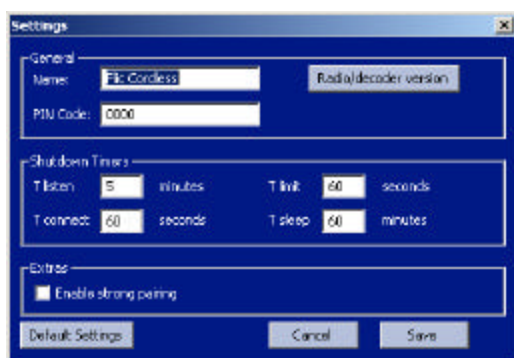 Settings
General
Name: Flic Cordless
Radio/decoder version
PIN Code: 0000
Shutdown Timers
T listen 5 minutes T limit 60 seconds
T connect 60 seconds T sleep 60 minutes
Extras
Enable strong pairing
Default Settings Cancel Save